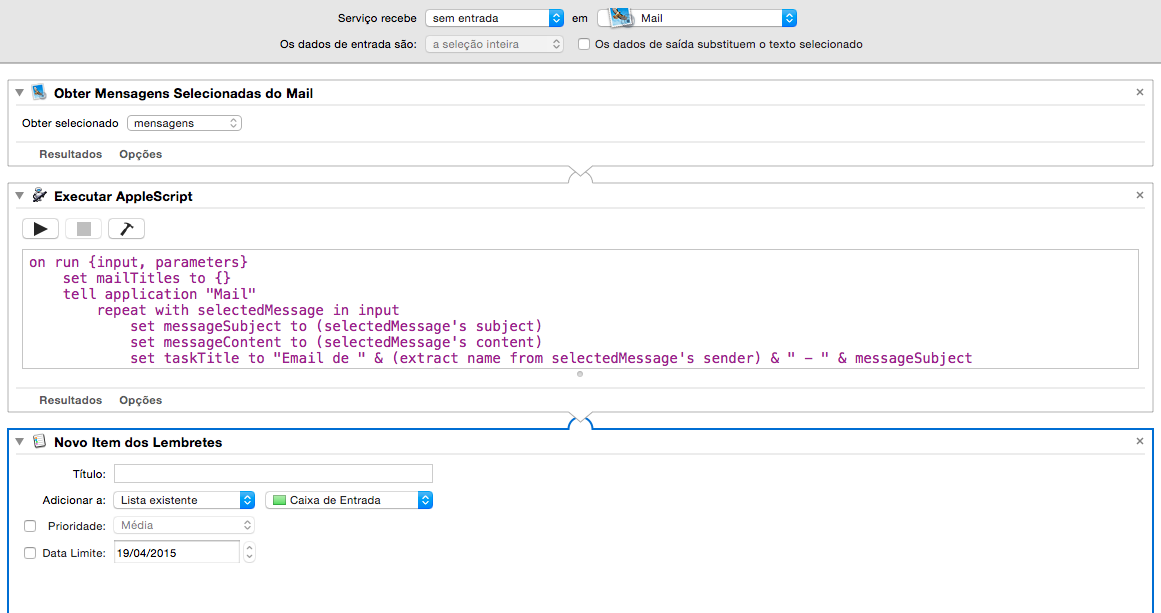 Serviço recebe sem entrada em Mail
Os dados de entrada são: a seleção inteira Os dados de saída substituem o texto selecionado
Obter Mensagens Selecionadas do Mail
Obter selecionado mensagens
Resultados Opções
Executar AppleScript
on run {input, parameters}
set mailTitles to {}
tell application "Mail"
repeat with selectedMessage in input
set messageSubject to (selectedMessage's subject)
set messageContent to (selectedMessage's content)
set taskTitle to "Email de " & (extract name from selectedMessage's sender) & " - " & messageSubject
Resultados Opções
Novo Item dos Lembretes
Título:
Adicionar a: Lista existente Caixa de Entrada
Prioridade: Média
Data Limite: 19/04/2015